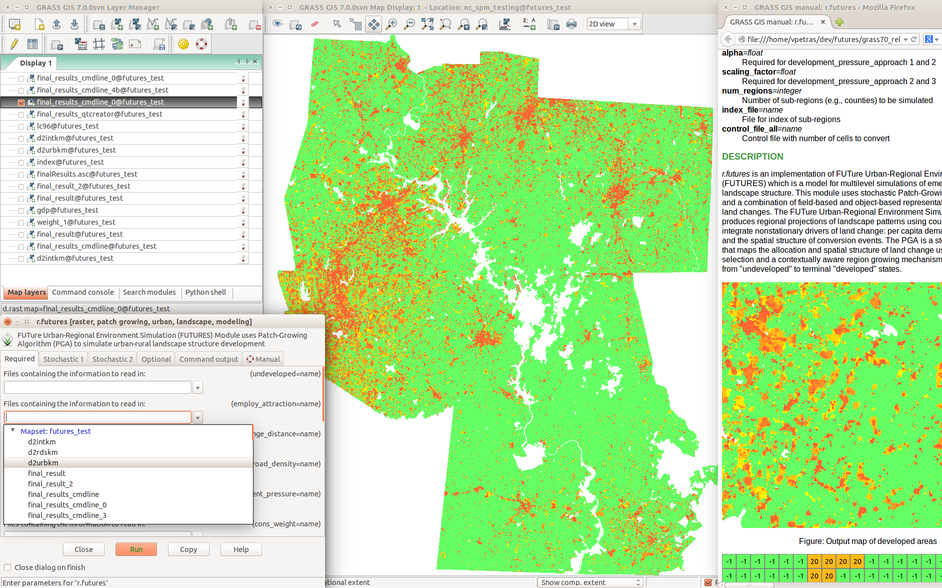 GRASS GIS 7.0.0svn Layer Manager
Display 1
final_results_cmdline_0@futures_test
final_results_cmdline_4b@futures_test
final_results_cmdline_0@futures_test
final_results_qtcreator@futures_test
lc96@futures_test
d2intkm@futures_test
d2urbkm@futures_test
index@futures_test
finalResults.asc@futures_test
final_result_2@futures_test
final_result@futures_test
gdp@futures_test
weight_1@futures_test
final_result@futures_test
final_results_cmdline@futures_test
d2intkm@futures_test
Map layers
Command console
Search modules
Python shell
d.rast map=final_results_cmdline_0@futures_test
r.futures [raster, patch growing, urban, landscape, modeling]
FUTure Urban-Regional Environment Simulation (FUTURES) Module uses Patch-Growing
Algorithm (PGA) to simulate urban-rural landscape structure development
Required
Stochastic 1
Stochastic 2
Optional
Command output
Manual
Files containing the information to read in:
(undeveloped=name)
Files containing the information to read in:
(employ_attraction=name)
Mapset: futures_test
nge_distance=name)
d2intkm
d2rdskm
d2urbkm
road_density=name)
final_result
final_result_2
final_results_cmdline
ent_pressure=name)
final_results_cmdline_0
final_results_cmdline_3
Files containing the information to read in:
(cons_weight=name)
Close
Run
Copy
Help
Close dialog on finish
Enter parameters for 'r.futures'
GRASS GIS 7.0.0svn Map Display: 1 - Location: nc_spm_testing@futures_test
2D view
tional extent
Show comp. extent
GRASS GIS manual: r.futures - Mozilla Firefox
GRASS GIS manual: r.fu...
file:///home/vpetras/dev/futures/grass70_rel
alpha=float
Required for development_pressure_approach 1 and 2
scaling_factor=float
Required for development_pressure_approach 2 and 3
num_regions=integer
Number of sub-regions (e.g., counties) to be simulated
index_file=name
File for index of sub-regions
control_file_all=name
Control file with number of cells to convert
DESCRIPTION
r.futures is an implementation of FUTure Urban-Regional Envir
(FUTURES) which is a model for multilevel simulations of eme
landscape structure. This module uses stochastic Patch-Grow
and a combination of field-based and object-based representat
land changes. The FUTure Urban-Regional Environment Simu
produces regional projections of landscape patterns using cou
integrate nonstationary drivers of land change: per capita dema
and the spatial structure of conversion events. The PGA is a st
that maps the allocation and spatial structure of land change us
selection and a contextually aware region growing mechanism
from "undeveloped" to terminal "developed" states.
Figure: Output map of developed areas
-1 -1 -1 -1 -1 -1 20 20 20 20 -1 -1 -1 -1 -1
-1 -1 -1 -1 -1 -1 20 20 -1 -1 -1 -1 -1 -1 -1